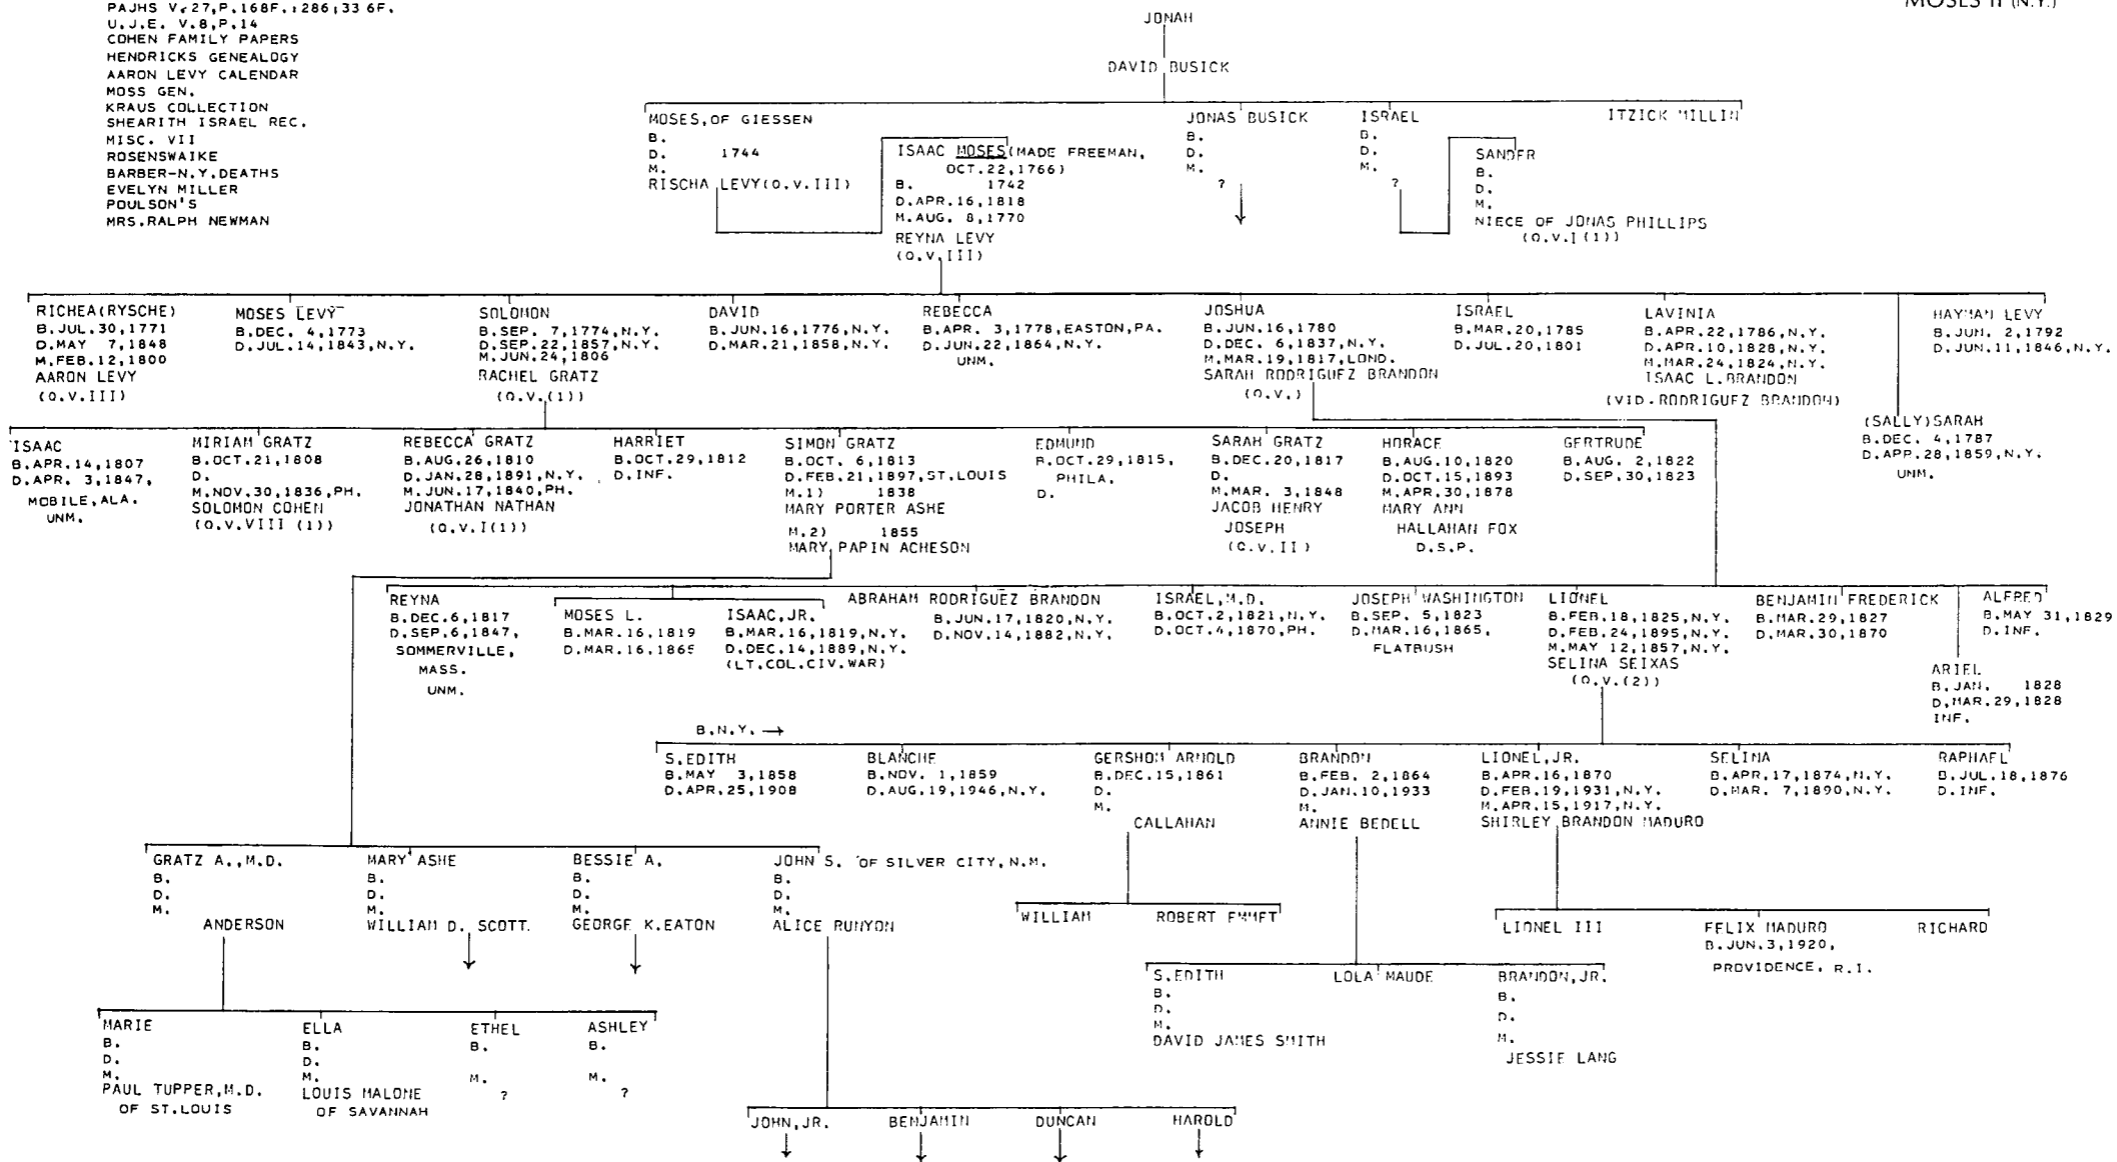 PAJHS V.27,P.168F.;286;33 6F.
U.J.E. V.8,P.14
COHEN FAMILY PAPERS
HENDRICKS GENEALOGY
AARON LEVY CALENDAR
MOSS GEN.
KRAUS COLLECTION
SHEARITH ISRAEL REC.
MISC. VII
ROSENSWAIKE
BARBER-N.Y.DEATHS
EVELYN MILLER
POULSON'S
MRS.RALPH NEWMAN
MOSES II (N.Y.)
JONAH
DAVID BUSICK
MOSES,OF GIESSEN
B.
D. 1744
M.
RISCHA LEVY(Q.V.III)
ISAAC MOSES(MADE FREEMAN,
OCT.22,1766)
B. 1742
D.APR.16,1818
M.AUG. 8,1770
REYNA LEVY
(Q.V.III)
JONAS BUSICK
B.
D.
M.
?
ISRAEL
B.
D.
M.
?
SANDER
B.
D.
M.
NIECE OF JONAS PHILLIPS
(Q.V.I(1))
ITZICK MILLIN
RICHEA(RYSCHE)
B.JUL.30,1771
D.MAY 7,1848
M.FEB.12,1800
AARON LEVY
(Q.V.III)
MOSES LEVY
B.DEC. 4,1773
D.JUL.14,1843,N.Y.
SOLOMON
B.SEP. 7,1774,N.Y.
D.SEP.22,1857,N.Y.
M.JUN.24,1806
RACHEL GRATZ
(Q.V.(1))
DAVID
B.JUN.16,1776,N.Y.
D.MAR.21,1858,N.Y.
REBECCA
B.APR. 3,1778,EASTON,PA.
D.JUN.22,1864,N.Y.
UNM.
JOSHUA
B.JUN.16,1780
D.DEC. 6,1837,N.Y.
M.MAR.19,1817,LOND.
SARAH RODRIGUEZ BRANDON
(Q.V.)
ISRAEL
B.MAR.20,1785
D.JUL.20,1801
LAVINIA
B.APR.22,1786,N.Y.
D.APR.10,1828,N.Y.
M.MAR.24,1824,N.Y.
ISAAC L.BRANDON
(VID.RODRIGUEZ BRANDON)
(SALLY)SARAH
B.DEC. 4,1787
D.APR.28,1859,N.Y.
UNM.
HAYMAN LEVY
B.JUN. 2,1792
D.JUN.11,1846,N.Y.
ISAAC
B.APR.14,1807
D.APR. 3,1847,
MOBILE,ALA.
UNM.
MIRIAM GRATZ
B.OCT.21,1808
D.
M.NOV.30,1836,PH.
SOLOMON COHEN
(Q.V.VIII (1))
REBECCA GRATZ
B.AUG.26,1810
D.JAN.28,1891,N.Y.
M.JUN.17,1840,PH.
JONATHAN NATHAN
(Q.V.I(1))
HARRIET
B.OCT.29,1812
D.INF.
SIMON GRATZ
B.OCT. 6,1813
D.FEB.21,1897,ST.LOUIS
M.1) 1838
MARY PORTER ASHE
M.2) 1855
MARY PAPIN ACHESON
EDMUND
B.OCT.29,1815,
PHILA.
D.
SARAH GRATZ
B.DEC.20,1817
D.
M.MAR. 3,1848
JACOB HENRY
JOSEPH
(Q.V.II)
HORACE
B.AUG.10,1820
D.OCT.15,1893
M.APR.30,1878
MARY ANN
HALLAHAN FOX
D.S.P.
GERTRUDE
B.AUG. 2,1822
D.SEP.30,1823
REYNA
B.DEC.6,1817
D.SEP.6,1847,
SOMMERVILLE,
MASS.
UNM.
MOSES L.
B.MAR.16,1819
D.MAR.16,1865
ISAAC,JR.
B.MAR.16,1819,N.Y.
D.DEC.14,1889,N.Y.
(LT.COL.CIV.WAR)
ABRAHAM RODRIGUEZ BRANDON
B.JUN.17,1820,N.Y.
D.NOV.14,1882,N.Y.
ISRAEL,M.D.
B.OCT.2,1821,N.Y.
D.OCT.4,1870,PH.
JOSEPH WASHINGTON
B.SEP. 5,1823
D.MAR.16,1865,
FLATBUSH
LIONEL
B.FEB.18,1825,N.Y.
D.FEB.24,1895,N.Y.
M.MAY 12,1857,N.Y.
SELINA SEIXAS
(Q.V.(2))
BENJAMIN FREDERICK
B.MAR.29,1827
D.MAR.30,1870
ARIEL
B.JAN. 1828
D.MAR.29,1828
INF.
ALFRED
B.MAY 31,1829
D.INF.
B.N.Y. →
S.EDITH
B.MAY 3,1858
D.APR.25,1908
BLANCHE
B.NOV. 1,1859
D.AUG.19,1946,N.Y.
GERSHOM ARNOLD
B.DEC.15,1861
D.
M.
CALLAHAN
BRANDON
B.FEB. 2,1864
D.JAN.10,1933
M.
ANNIE BEDELL
LIONEL,JR.
B.APR.16,1870
D.FEB.19,1931,N.Y.
M.APR.15,1917,N.Y.
SHIRLEY BRANDON MADURO
SELINA
B.APR.17,1874,N.Y.
D.MAR. 7,1890,N.Y.
RAPHAEL
B.JUL.18,1876
D.INF.
GRATZ A.,M.D.
B.
D.
M.
ANDERSON
MARY ASHE
B.
D.
M.
WILLIAM D. SCOTT
BESSIE A.
B.
D.
M.
GEORGE K.EATON
JOHN S. OF SILVER CITY,N.M.
B.
D.
M.
ALICE RUNYON
WILLIAM
ROBERT EMMET
LIONEL III
FELIX MADURO
B.JUN.3,1920,
PROVIDENCE, R.I.
RICHARD
S.EDITH
B.
D.
M.
DAVID JAMES SMITH
LOLA MAUDE
BRANDON,JR.
B.
D.
M.
JESSIE LANG
MARIE
B.
D.
M.
PAUL TUPPER,M.D.
OF ST.LOUIS
ELLA
B.
D.
M.
LOUIS MALONE
OF SAVANNAH
ETHEL
B.
M.
?
ASHLEY
B.
M.
?
JOHN,JR.
BENJAMIN
DUNCAN
HAROLD